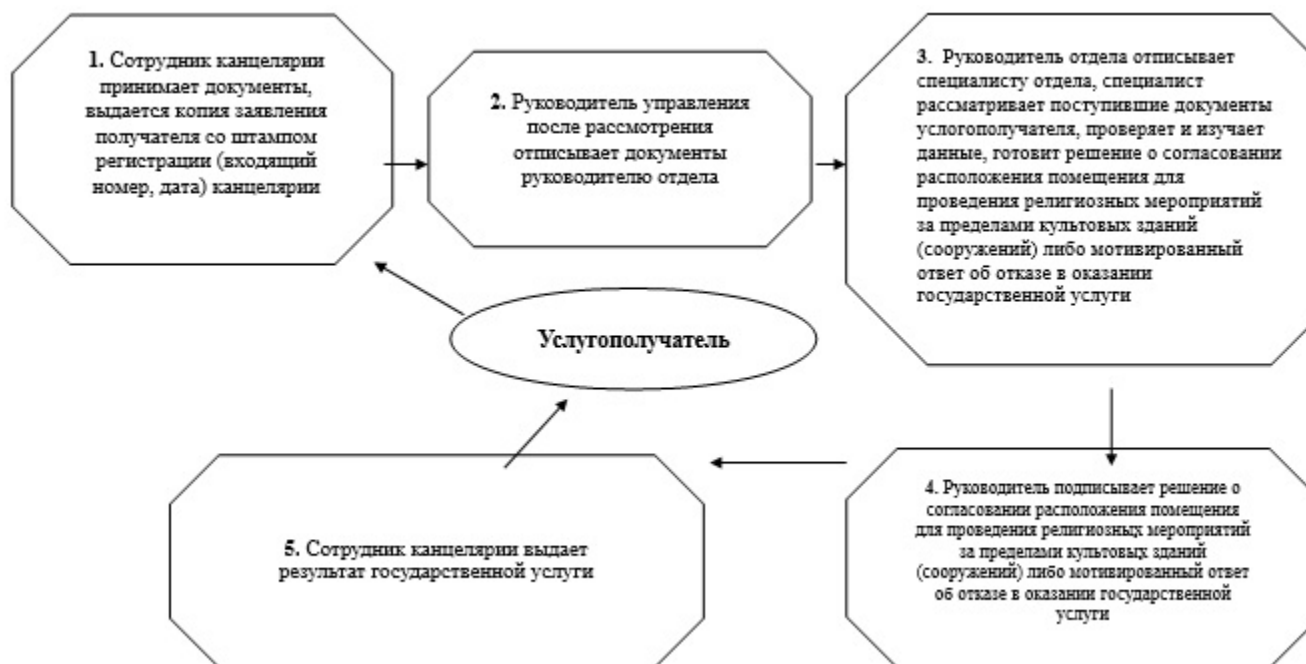 1. Сотрудник канцелярии
принимает документы,
выдается копия заявления
получателя со штампом
регистрации (входящий
номер, дата) канцелярии
2. Руководитель управления
после рассмотрения
отписывает документы
руководителю отдела
3. Руководитель отдела отписывает
специалисту отдела, специалист
рассматривает поступившие документы
услогополучателя, проверяет и изучает
данные, готовит решение о согласовании
расположения помещения для
проведения религиозных мероприятий
за пределами культовых зданий
(сооружений) либо мотивированный
ответ об отказе в оказании
государственной услуги
Услугополучатель
4. Руководитель подписывает решение о
согласовании расположения помещения
для проведения религиозных мероприятий
за пределами культовых зданий
(сооружений) либо мотивированный ответ
об отказе в оказании государственной
услуги
5. Сотрудник канцелярии выдает
результат государственной услуги